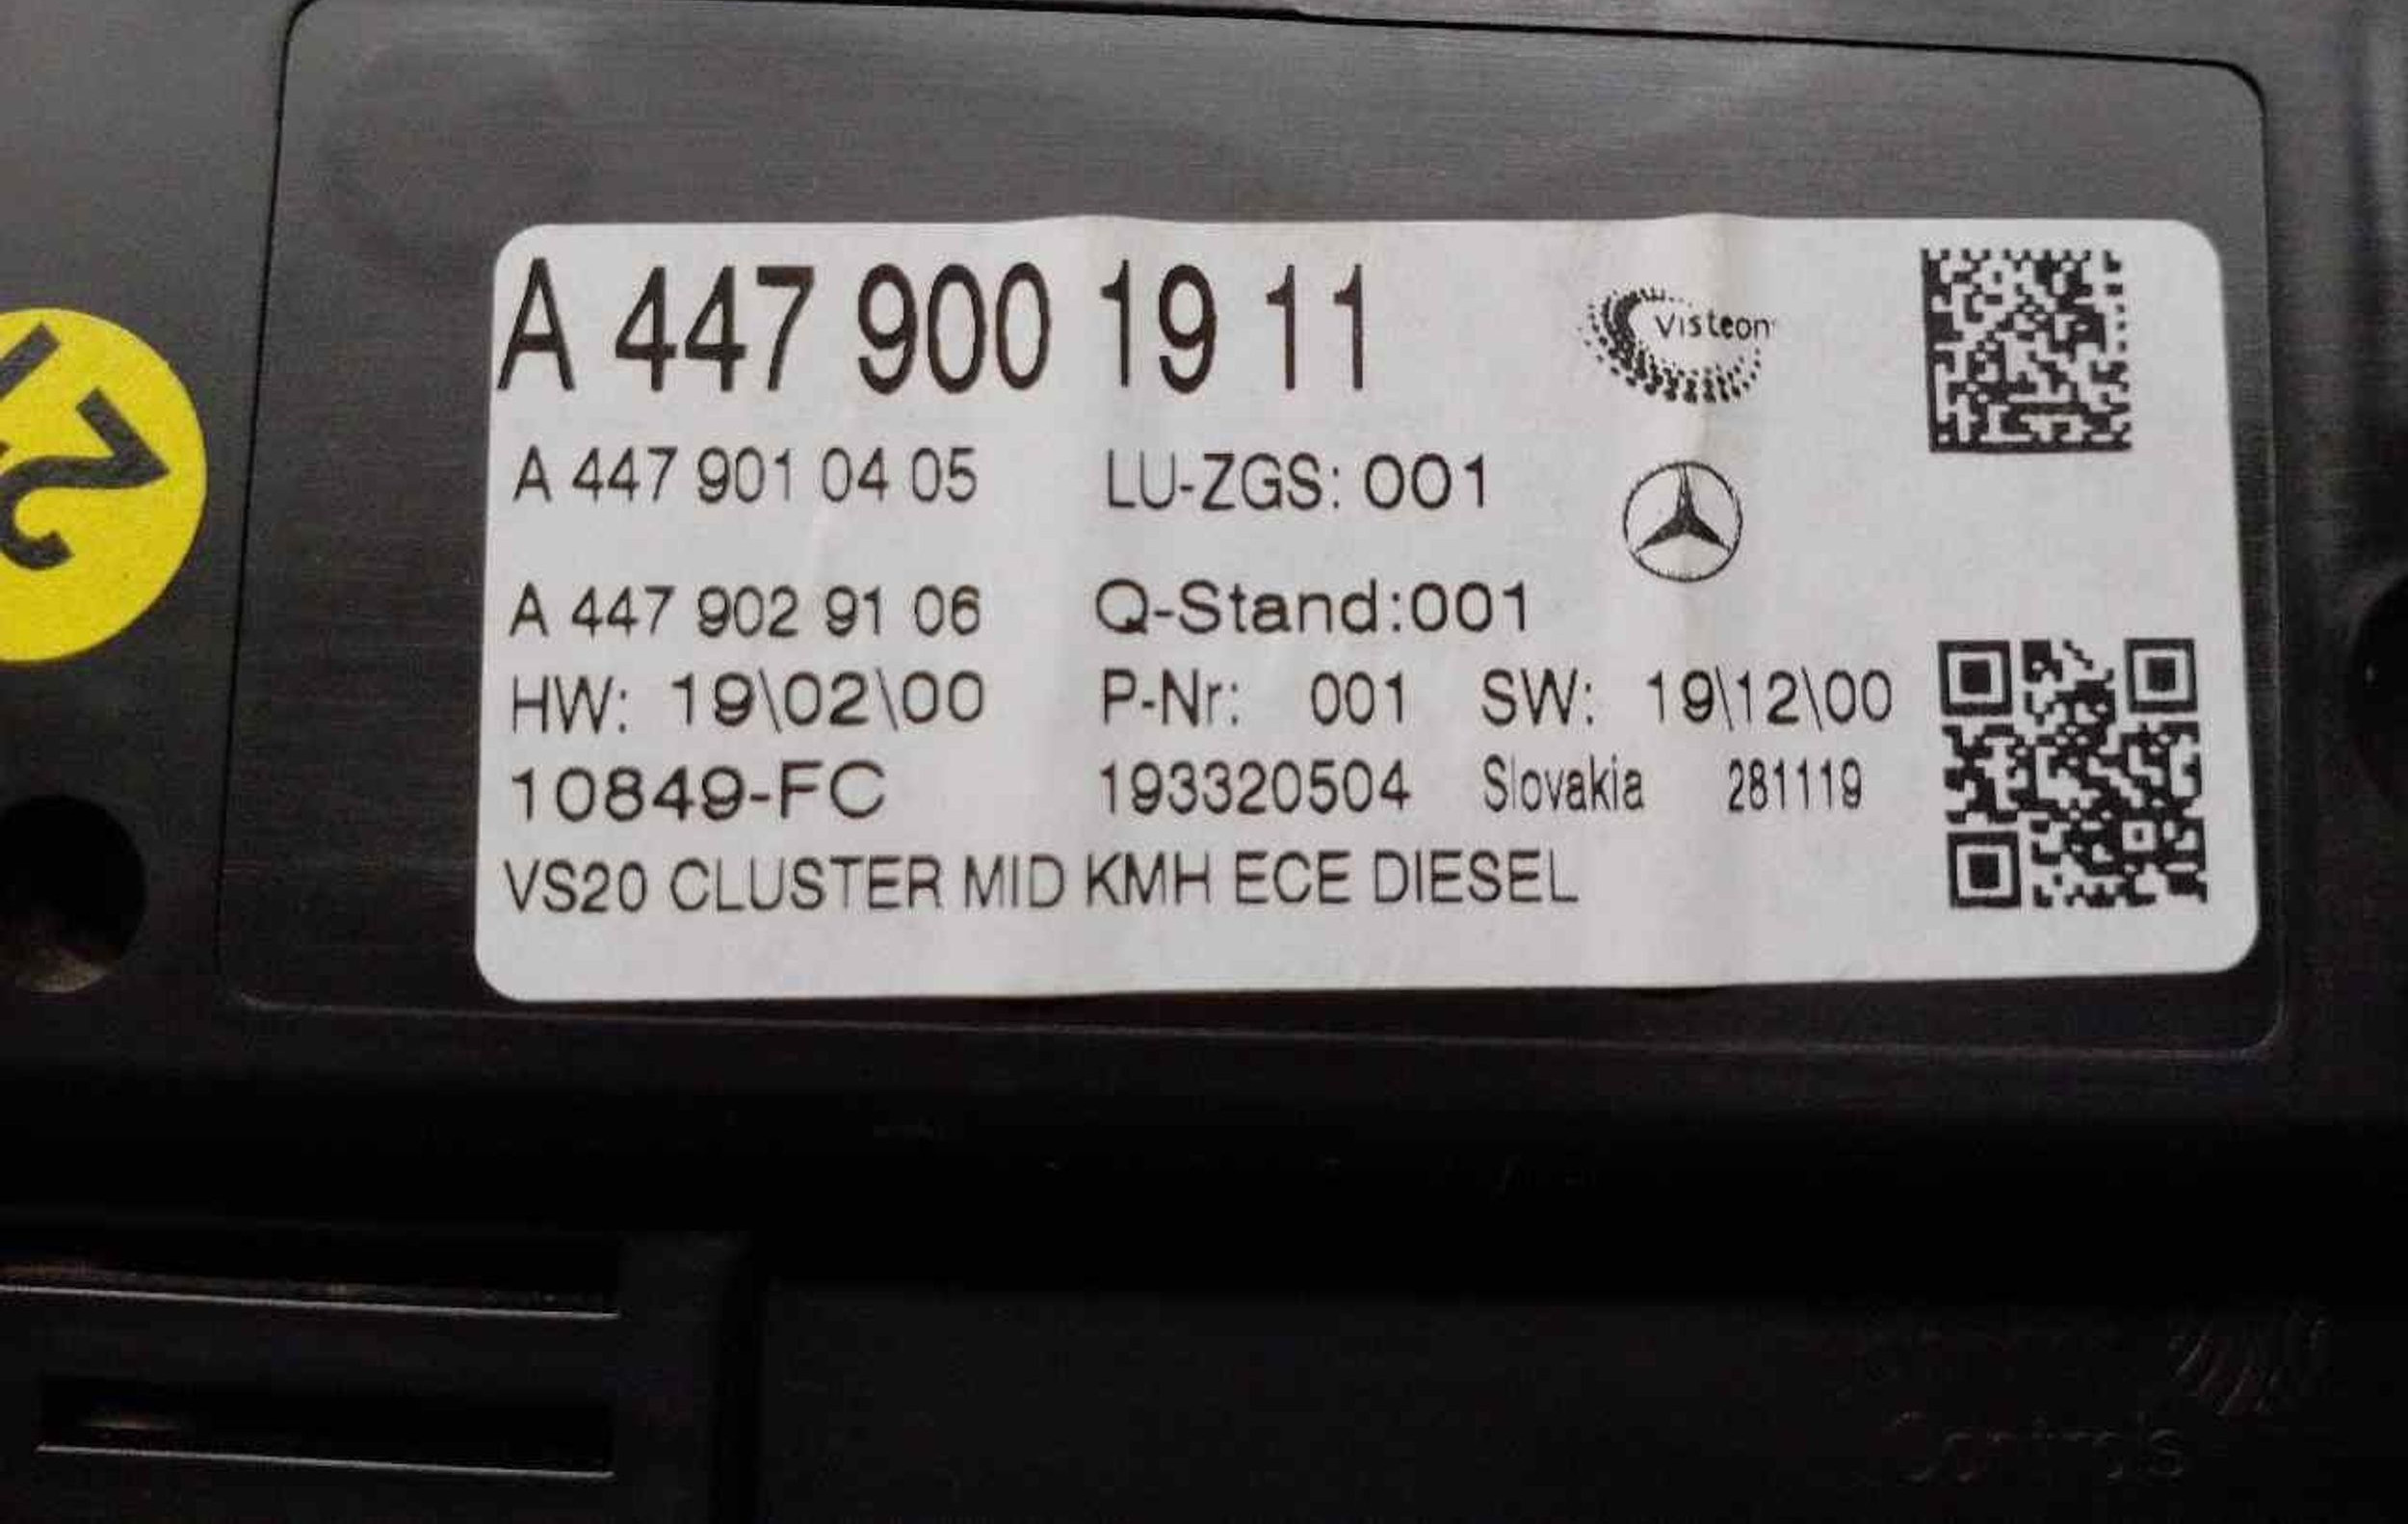 A 447 900 19 11
Visteon
A 447 901 04 05 LU-ZGS: 001
A 447 902 91 06 Q-Stand:001
HW: 19\02\00 P-Nr: 001 SW: 19\12\00
10849-FC 193320504 Slovakia 281119
VS20 CLUSTER MID KMH ECE DIESEL
Controls